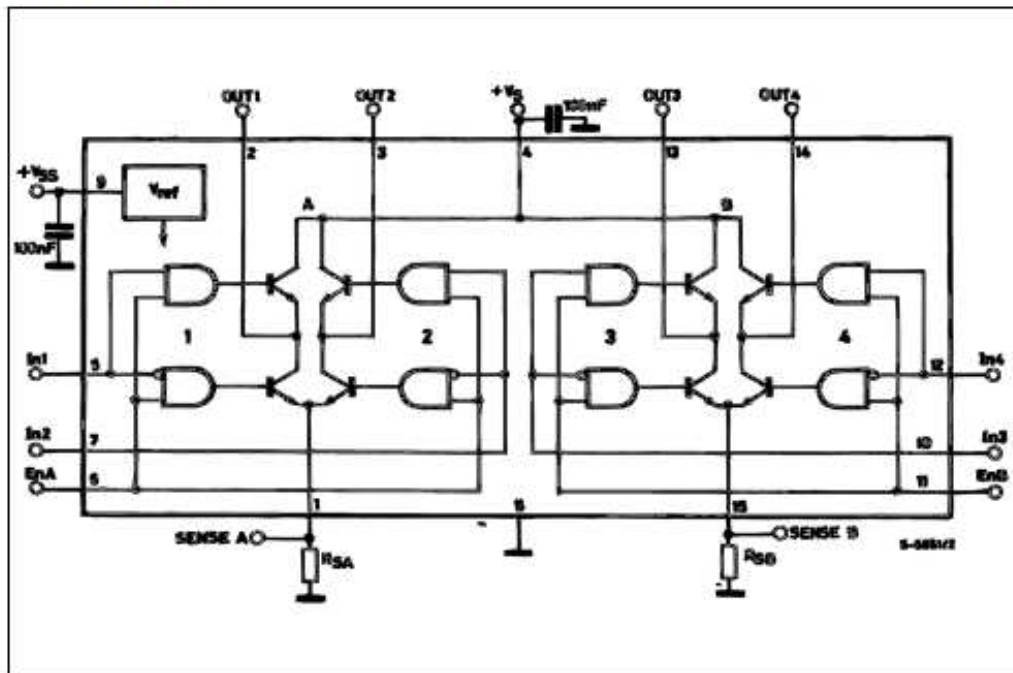 OUT1
OUT2
+VS
100nF
OUT3
OUT4
2
3
4
13
14
+VSS
9
Vref
100nF
A
B
1
2
3
4
In1
5
12
In4
In2
7
10
In3
EnA
6
11
EnB
1
15
SENSE A
SENSE B
RSA
RSB